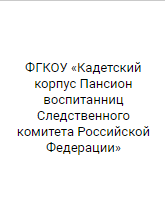 ФГКОУ «Кадетский
корпус Пансион
воспитанниц
Следственного
комитета Российской
Федерации»